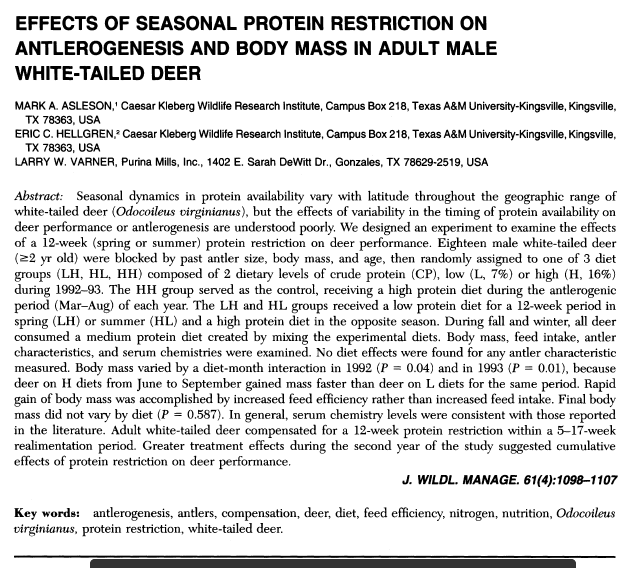 EFFECTS OF SEASONAL PROTEIN RESTRICTION ON
ANTLEROGENESIS AND BODY MASS IN ADULT MALE
WHITE-TAILED DEER
MARK A. ASLESON,¹ Caesar Kleberg Wildlife Research Institute, Campus Box 218, Texas A&M University-Kingsville, Kingsville,
TX 78363, USA
ERIC C. HELLGREN,² Caesar Kleberg Wildlife Research Institute, Campus Box 218, Texas A&M University-Kingsville, Kingsville,
TX 78363, USA
LARRY W. VARNER, Purina Mills, Inc., 1402 E. Sarah DeWitt Dr., Gonzales, TX 78629-2519, USA
Abstract: Seasonal dynamics in protein availability vary with latitude throughout the geographic range of
white-tailed deer (Odocoileus virginianus), but the effects of variability in the timing of protein availability on
deer performance or antlerogenesis are understood poorly. We designed an experiment to examine the effects
of a 12-week (spring or summer) protein restriction on deer performance. Eighteen male white-tailed deer
(≥2 yr old) were blocked by past antler size, body mass, and age, then randomly assigned to one of 3 diet
groups (LH, HL, HH) composed of 2 dietary levels of crude protein (CP), low (L, 7%) or high (H, 16%)
during 1992–93. The HH group served as the control, receiving a high protein diet during the antlerogenic
period (Mar–Aug) of each year. The LH and HL groups received a low protein diet for a 12-week period in
spring (LH) or summer (HL) and a high protein diet in the opposite season. During fall and winter, all deer
consumed a medium protein diet created by mixing the experimental diets. Body mass, feed intake, antler
characteristics, and serum chemistries were examined. No diet effects were found for any antler characteristic
measured. Body mass varied by a diet-month interaction in 1992 (P = 0.04) and in 1993 (P = 0.01), because
deer on H diets from June to September gained mass faster than deer on L diets for the same period. Rapid
gain of body mass was accomplished by increased feed efficiency rather than increased feed intake. Final body
mass did not vary by diet (P = 0.587). In general, serum chemistry levels were consistent with those reported
in the literature. Adult white-tailed deer compensated for a 12-week protein restriction within a 5–17-week
realimentation period. Greater treatment effects during the second year of the study suggested cumulative
effects of protein restriction on deer performance.
J. WILDL. MANAGE. 61(4):1098–1107
Key words: antlerogenesis, antlers, compensation, deer, diet, feed efficiency, nitrogen, nutrition, Odocoileus
virginianus, protein restriction, white-tailed deer.